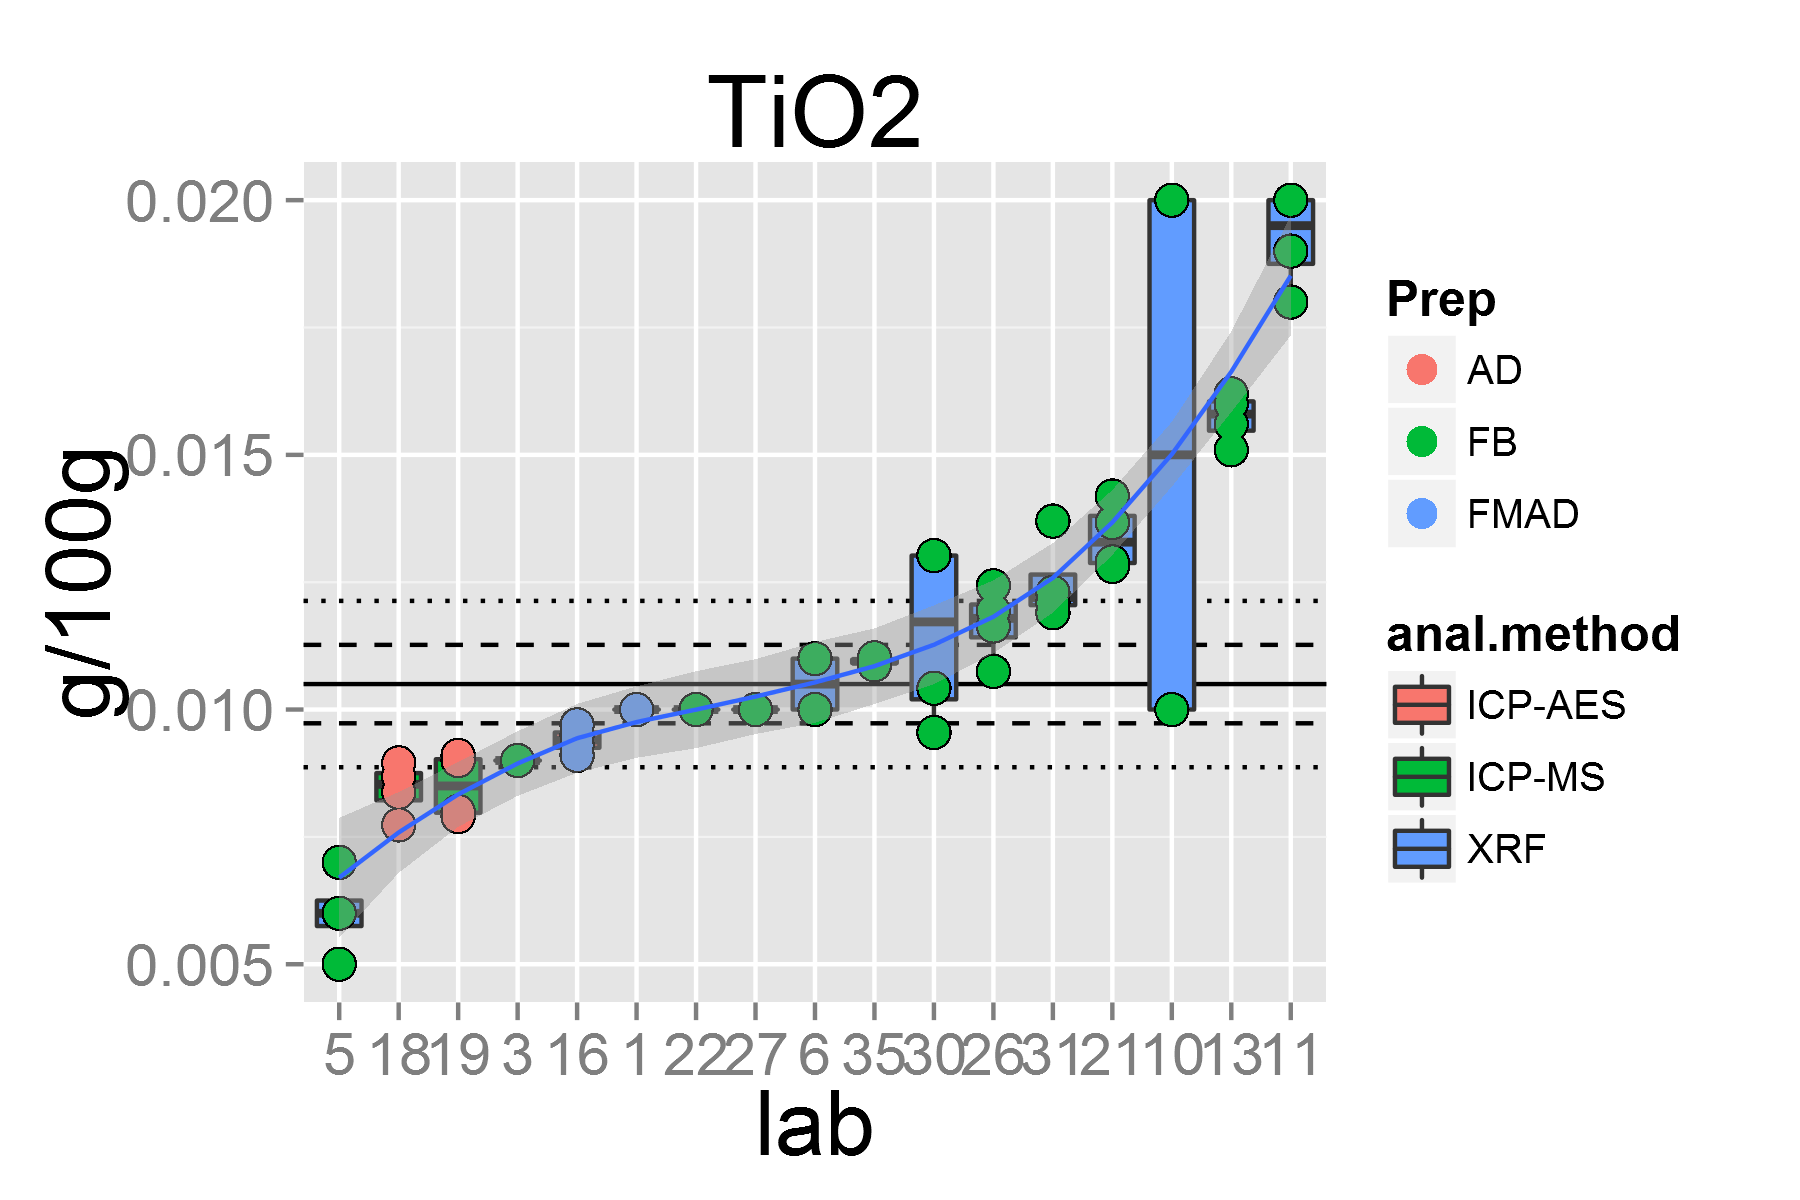 TiO2
0.020
0.015
0.010
0.005
g/100g
5 18 19 3 16 1 22 27 6 35 30 26 31 21 10 13 11
lab
Prep
AD
FB
FMAD
anal.method
ICP-AES
ICP-MS
XRF